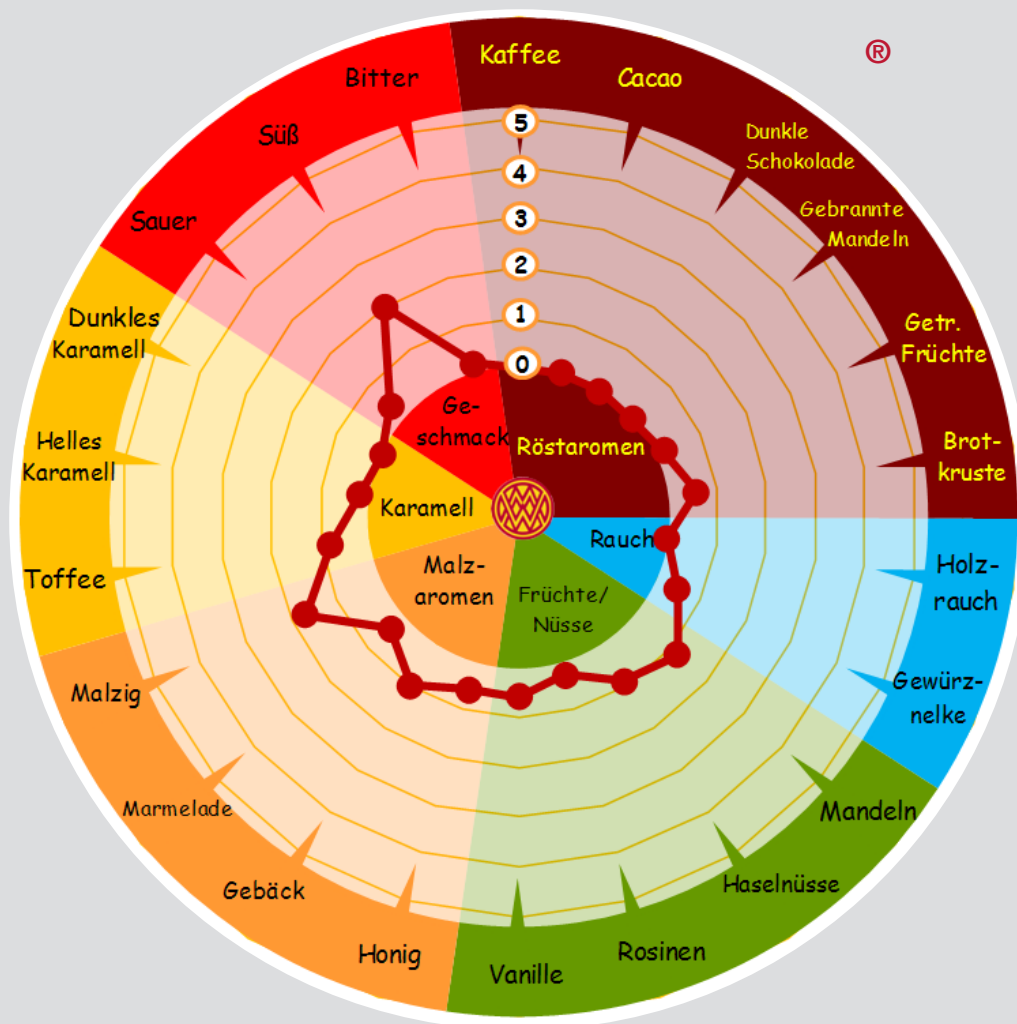 ®
Kaffee
Cacao
Dunkle
Schokolade
Gebrannte
Mandeln
Getr.
Früchte
Brot-
kruste
Holz-
rauch
Gewürz-
nelke
Mandeln
Haselnüsse
Rosinen
Vanille
Honig
Gebäck
Marmelade
Malzig
Toffee
Helles
Karamell
Dunkles
Karamell
Sauer
Süß
Bitter
5
4
3
2
1
0
Ge-
schmack
Röstaromen
Rauch
Früchte/
Nüsse
Malz-
aromen
Karamell